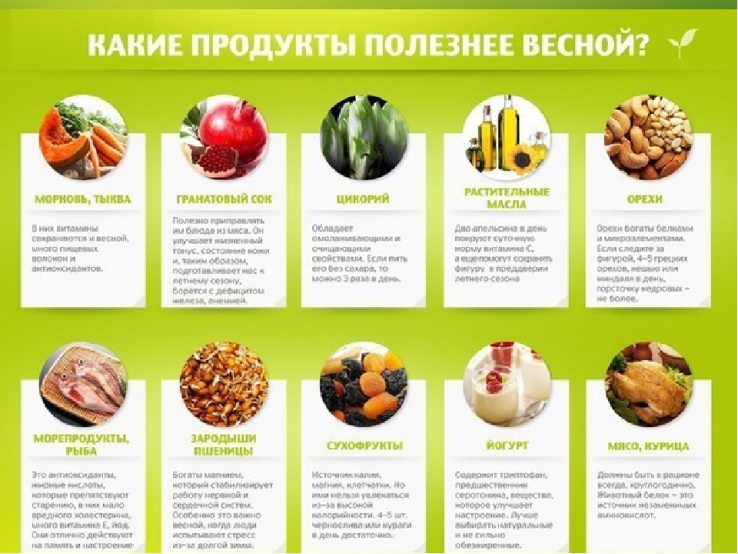 КАКИЕ ПРОДУКТЫ ПОЛЕЗНЕЕ ВЕСНОЙ?
МОРКОВЬ, ТЫКВА
В них витамины
сохраняются и весной,
много пищевых
волокон и
антиоксидантов.
ГРАНАТОВЫЙ СОК
Полезно приправлять
им блюда из мяса. Он
улучшает жизненный
тонус, состояние кожи
и, таким образом,
подготавливает нас к
летнему сезону,
борется с дефицитом
железа, анемией.
ЦИКОРИЙ
Обладает
омолаживающими и
очищающими
свойствами. Если пить
его без сахара, то
можно 3 раза в день.
РАСТИТЕЛЬНЫЕ
МАСЛА
Два апельсина в день
покроют суточную
норму витамина С,
а ещепомогут сохранять
фигуру в преддверии
летнего сезона
ОРЕХИ
Орехи богаты белками
и микроэлементами.
Если следите за
фигурой, 4-5 грецких
орехов, кешью или
миндаля в день,
горсточку кедровых –
не более.
МОРЕПРОДУКТЫ,
РЫБА
Это антиоксиданты,
жирные кислоты,
которые препятствуют
старению, в них мало
вредного холестерина,
много витамина Е, йод.
Они отлично действуют
на память и настроение
ЗАРОДЫШИ
ПШЕНИЦЫ
Богаты магнием,
который стабилизирует
работу нервной и
сердечной систем.
Особенно это важно
весной, когда люди
испытывают стресс
из-за долгой зимы.
СУХОФРУКТЫ
Источник калия,
магния, клетчатки. Но
ими нельзя увлекаться
из-за высокой
калорийности. 4-5 шт.
чернослива или кураги
в день достаточно.
ЙОГУРТ
Содержит триптофан,
предшественник
серотонина, вещества,
которое улучшает
настроение. Лучше
выбирать натуральные
и не сильно
обезжиренные.
МЯСО, КУРИЦА
Должны быть в рационе
всегда, круглогодично.
Животный белок – это
источник незаменимых
аминокислот.